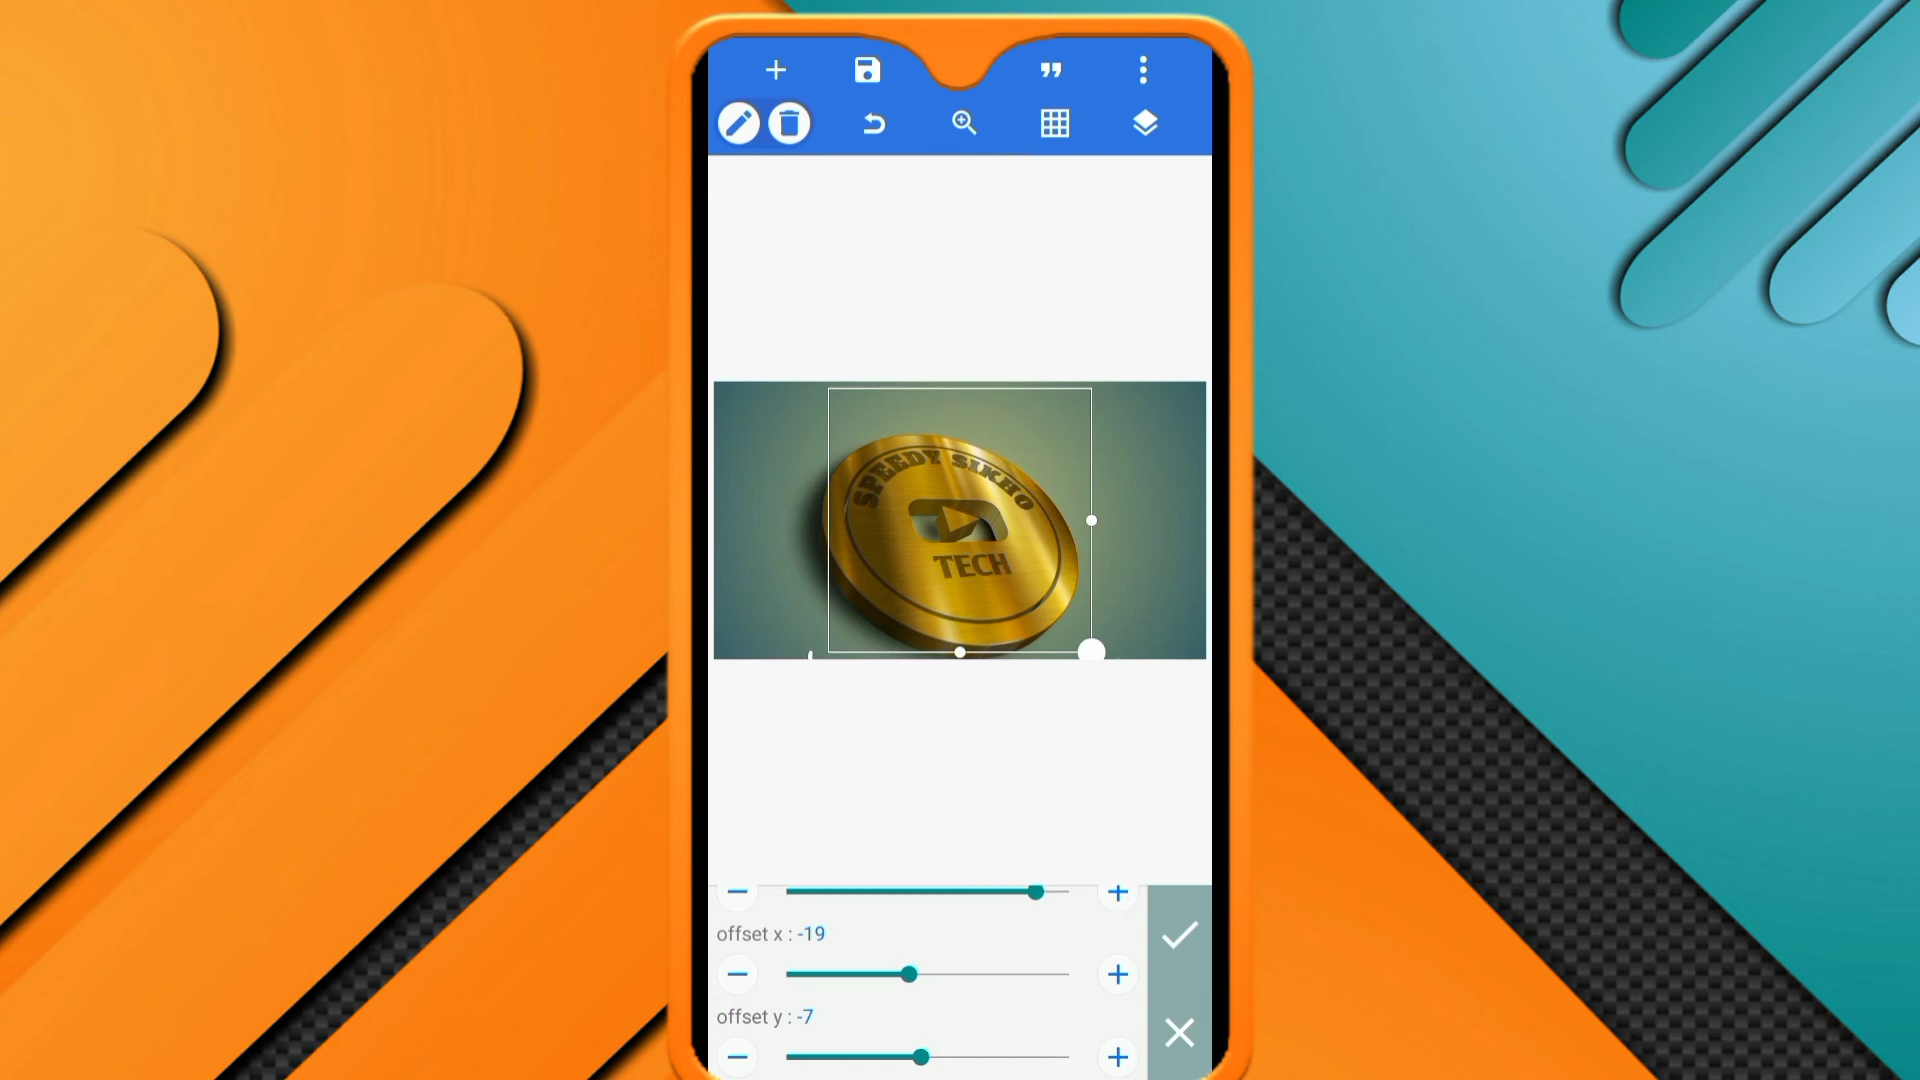 SPEEDY SIKHO
TECH
offset x : -19
offset y : -7